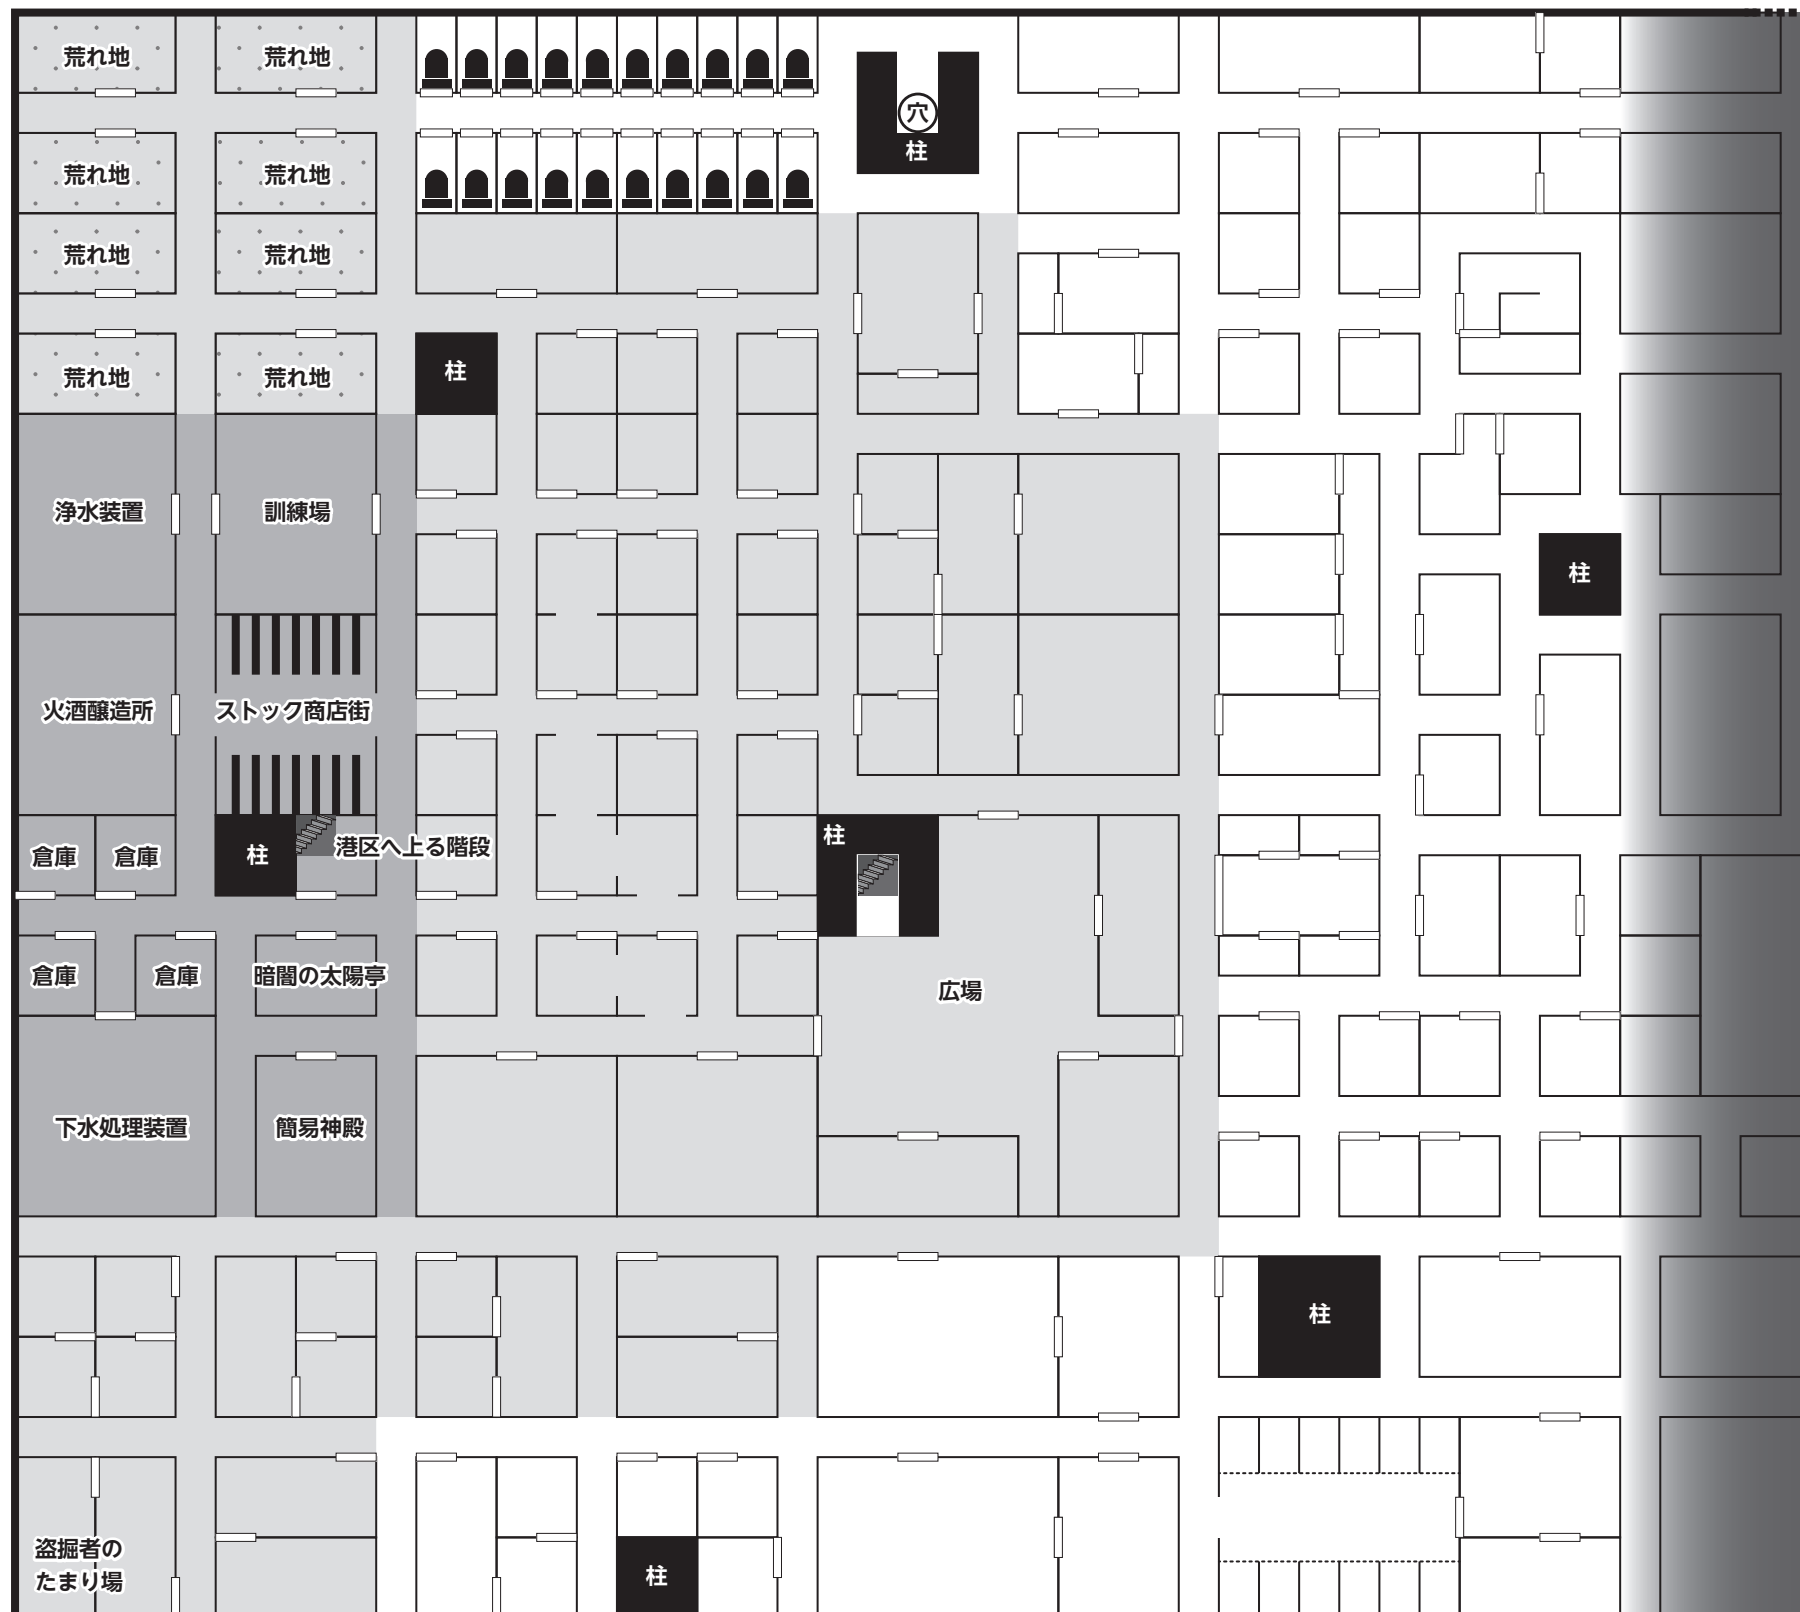 荒れ地
荒れ地
穴
柱
荒れ地
荒れ地
荒れ地
荒れ地
荒れ地
荒れ地
柱
浄水装置
訓練場
柱
火酒醸造所
ストック商店街
倉庫
倉庫
柱
港区へ上る階段
柱
倉庫
倉庫
暗闇の太陽亭
広場
下水処理装置
簡易神殿
柱
盗掘者の
たまり場
柱